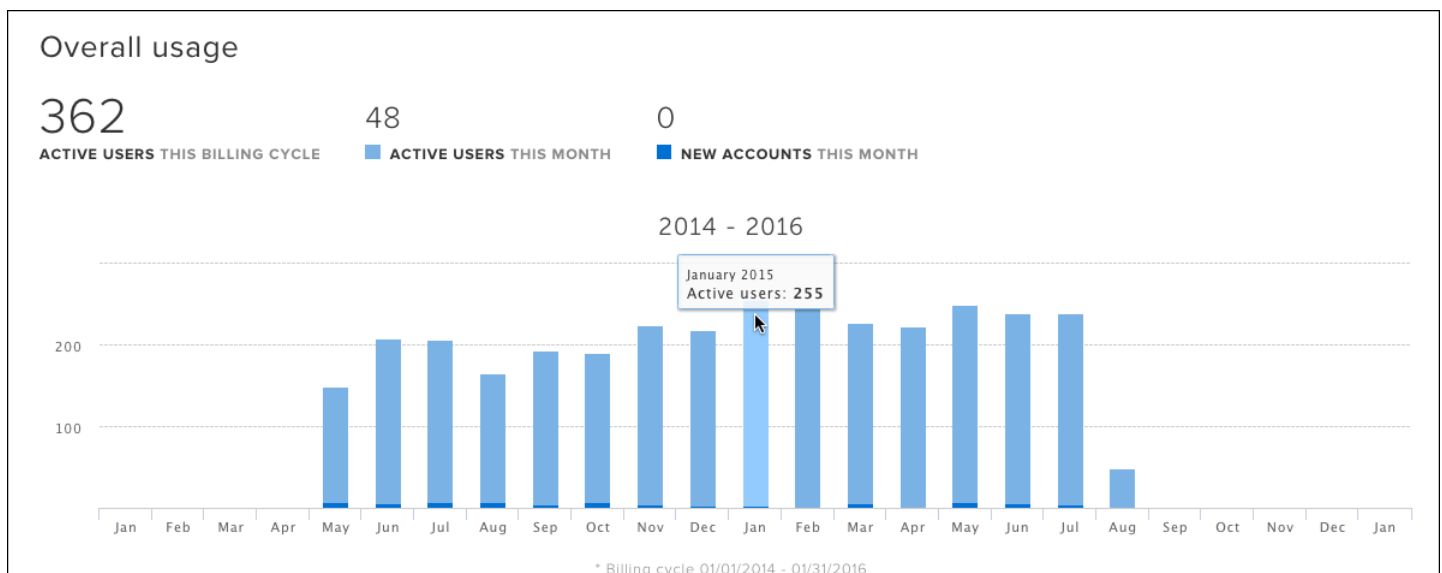 Overall usage
362
48
0
ACTIVE USERS THIS BILLING CYCLE
ACTIVE USERS THIS MONTH
NEW ACCOUNTS THIS MONTH
2014 - 2016
January 2015
Active users: 255
200
100
Jan Feb Mar Apr May Jun Jul Aug Sep Oct Nov Dec Jan Feb Mar Apr May Jun Jul Aug Sep Oct Nov Dec Jan
* Billing cycle 01/01/2014 - 01/31/2016